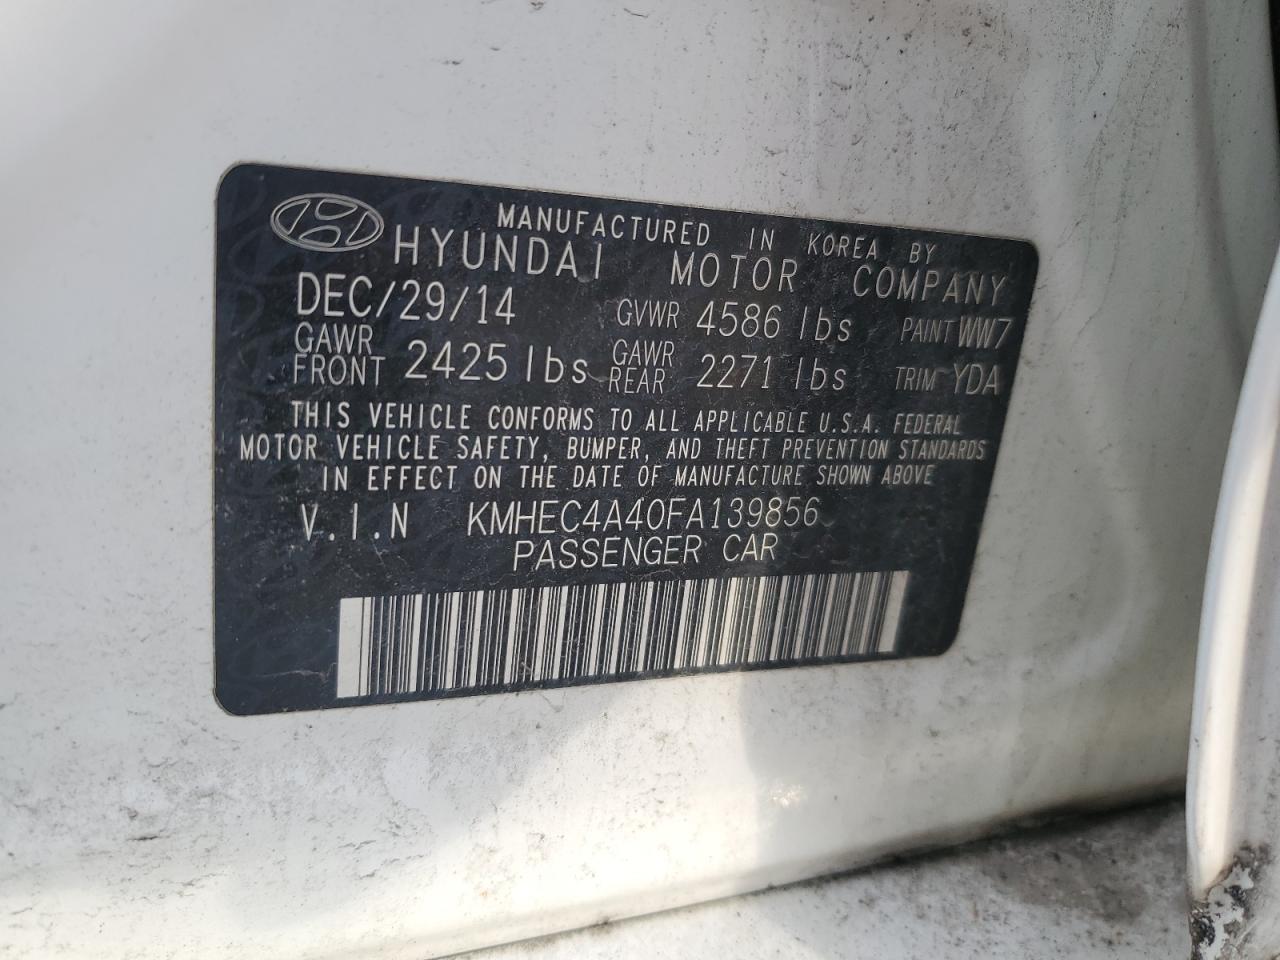 MANUFACTURED IN KOREA BY
HYUNDAI MOTOR COMPANY
DEC/29/14 GVWR 4586 lbs PAINT WW7
GAWR FRONT 2425 lbs GAWR REAR 2271 lbs TRIM YDA
THIS VEHICLE CONFORMS TO ALL APPLICABLE U.S.A. FEDERAL
MOTOR VEHICLE SAFETY, BUMPER, AND THEFT PREVENTION STANDARDS
IN EFFECT ON THE DATE OF MANUFACTURE SHOWN ABOVE
V.I.N KMHEC4A40FA139856
PASSENGER CAR